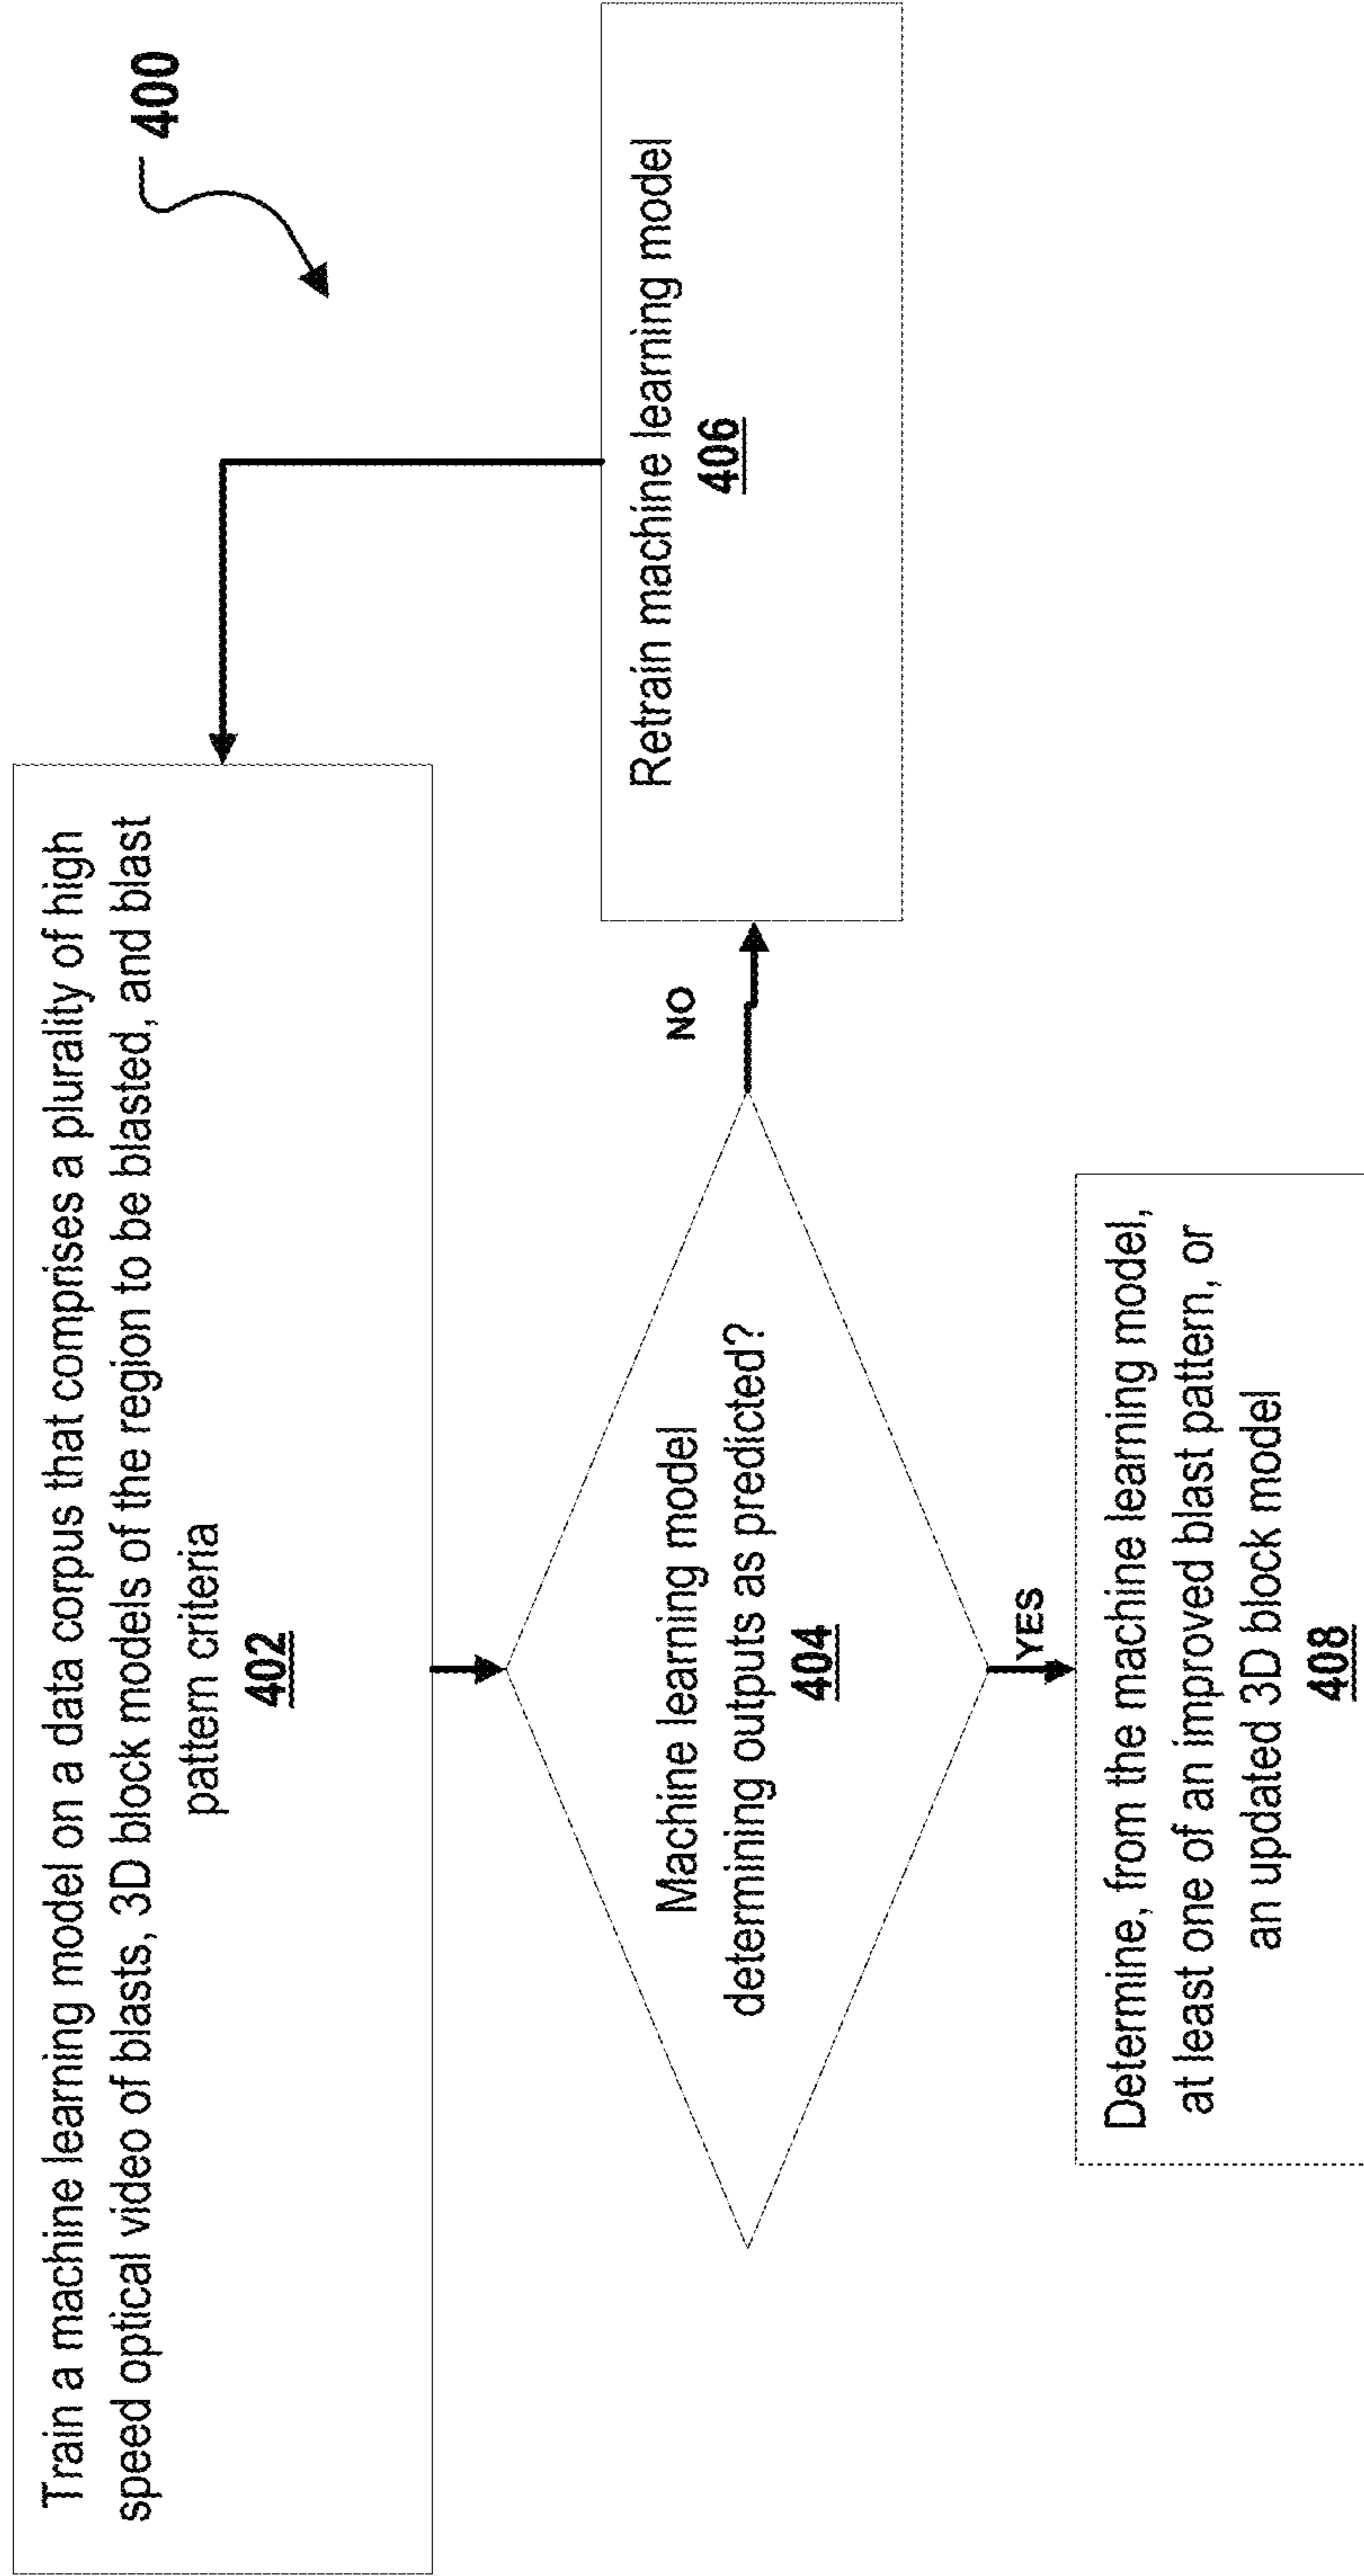 400
Train a machine learning model on a data corpus that comprises a plurality of high
speed optical video of blasts, 3D block models of the region to be blasted, and blast
pattern criteria
402
Machine learning model
determining outputs as predicted?
404
NO
Retrain machine learning model
406
YES
Determine, from the machine learning model,
at least one of an improved blast pattern, or
an updated 3D block model
408